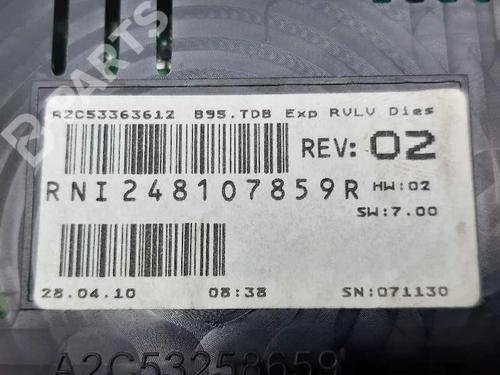 B PARTS
A2C53363612 B95.TDB Exp RVLV Dies
REV: 02
RNI248107859R HW:02
SW:7.00
28.04.10 08:38 SN:071130
A2C53258659